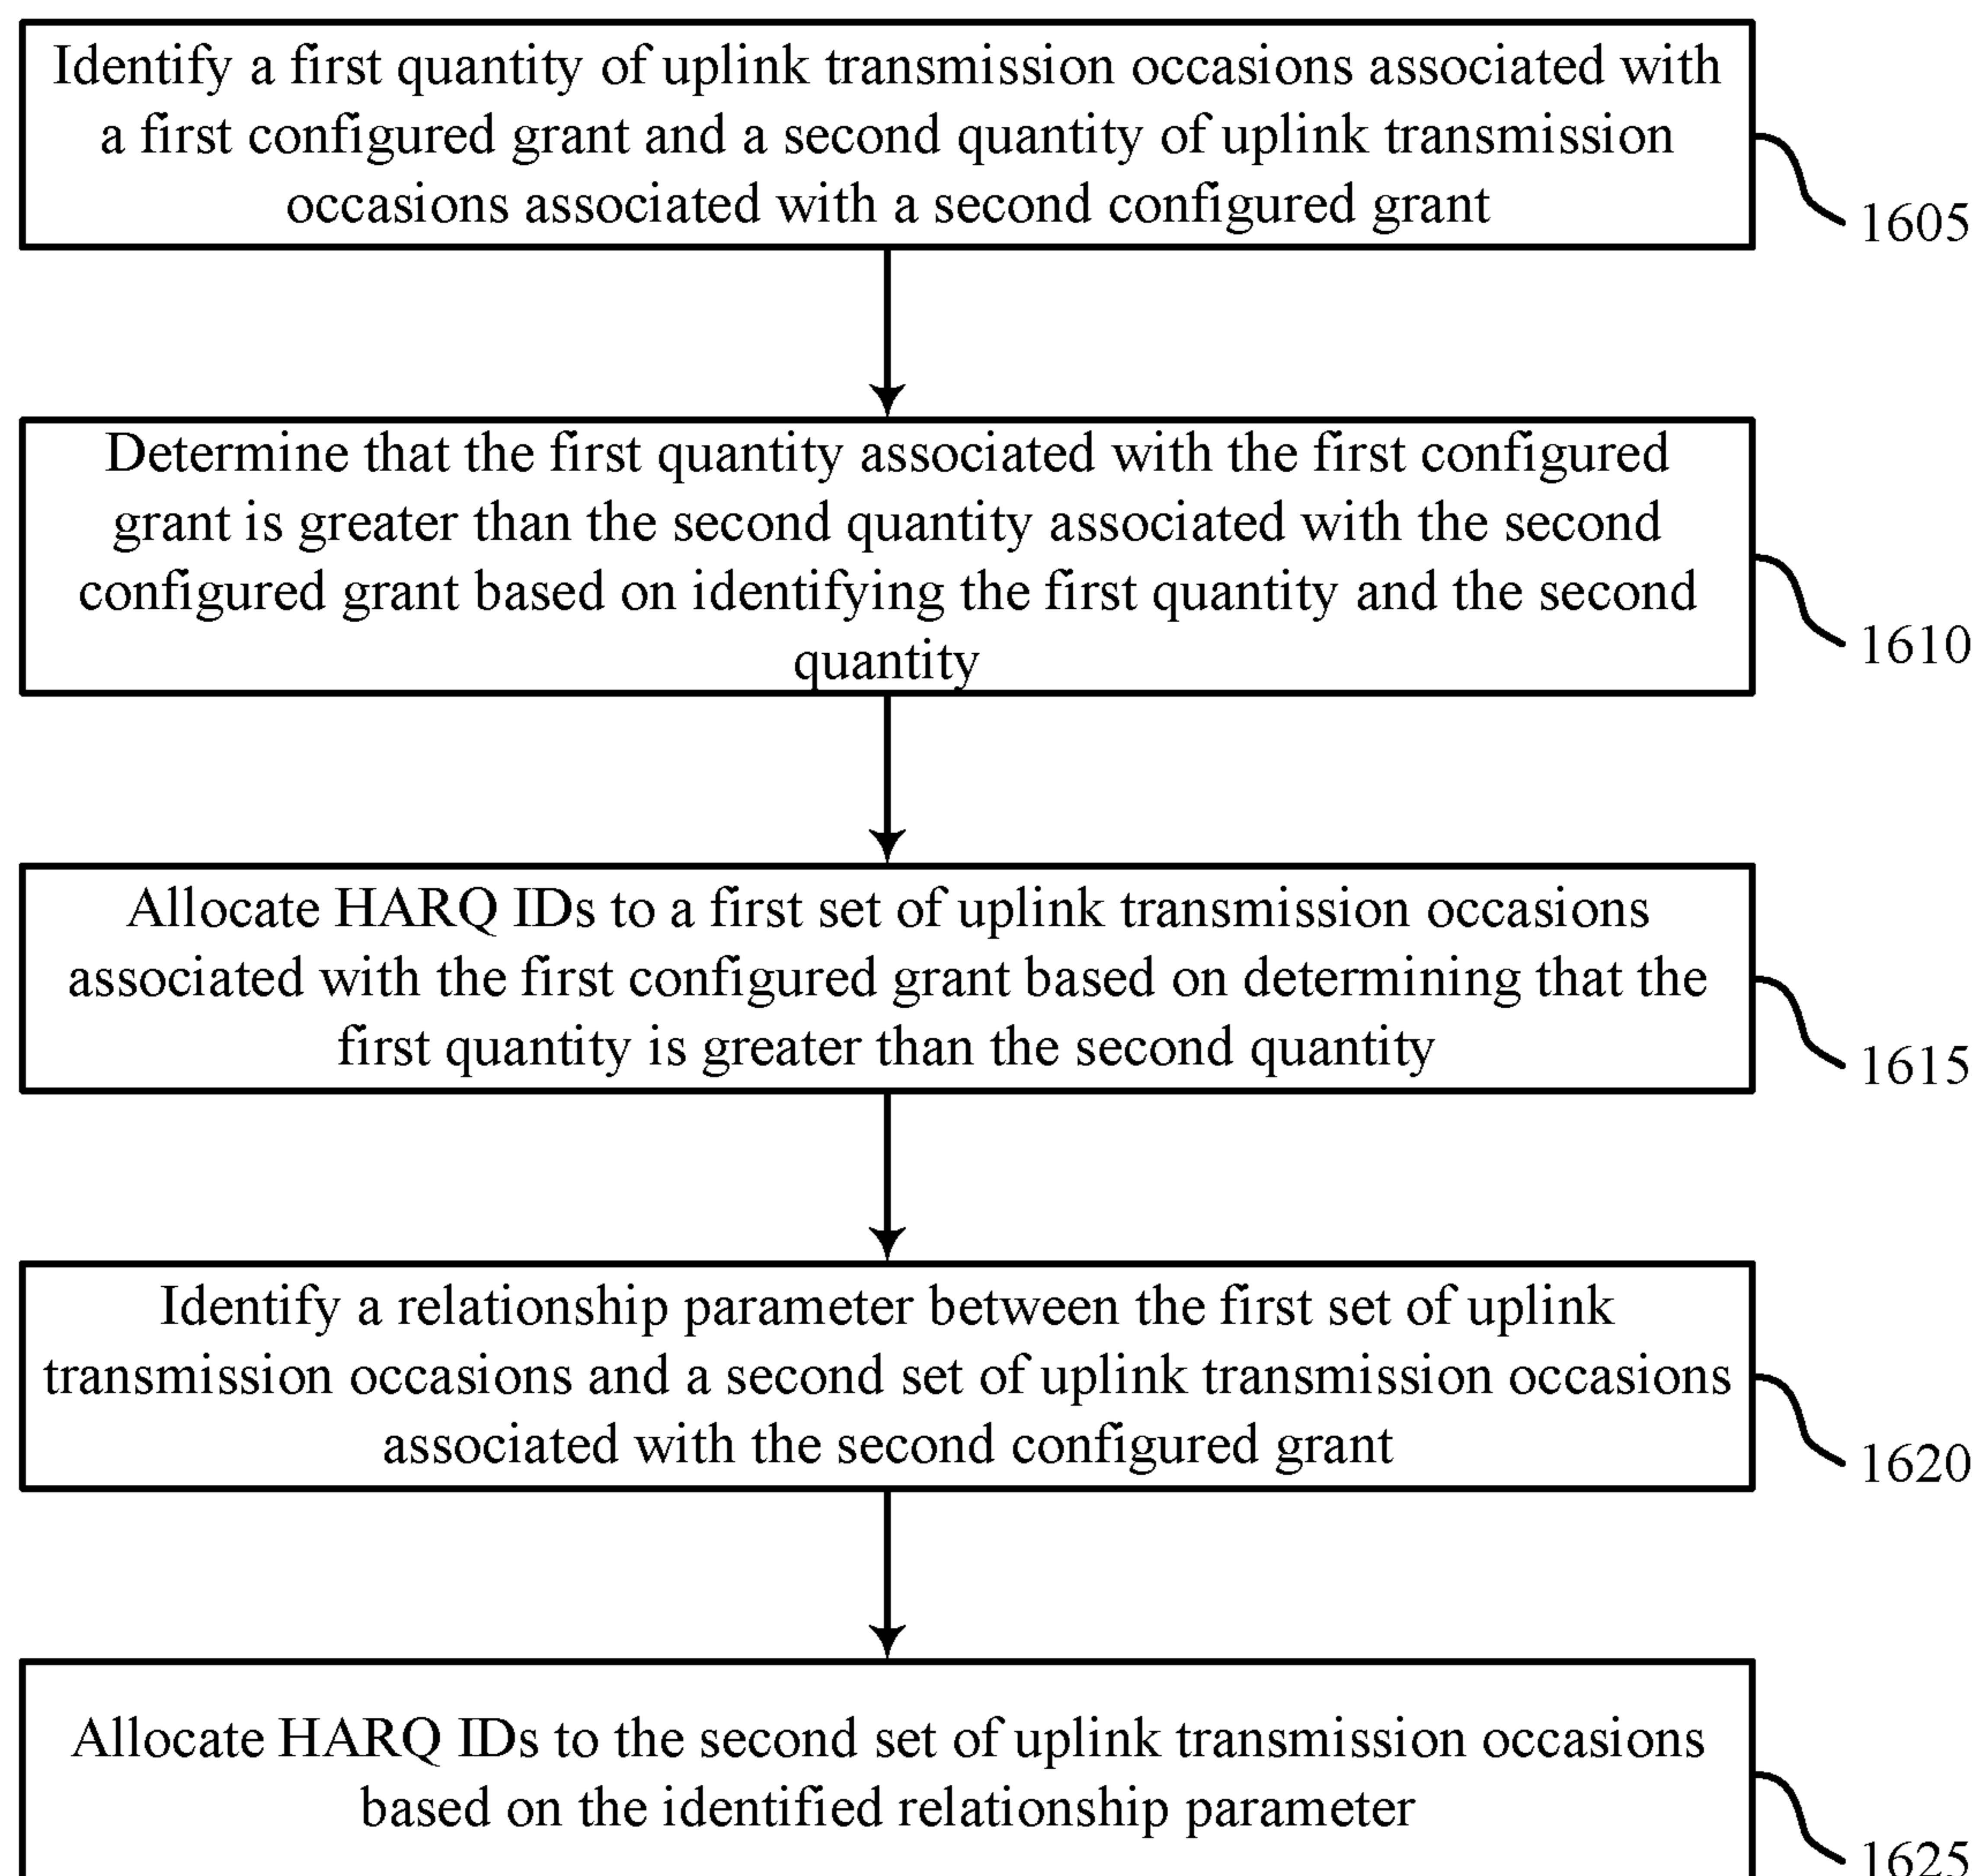 Identify a first quantity of uplink transmission occasions associated with
a first configured grant and a second quantity of uplink transmission
occasions associated with a second configured grant
1605
Determine that the first quantity associated with the first configured
grant is greater than the second quantity associated with the second
configured grant based on identifying the first quantity and the second
quantity
1610
Allocate HARQ IDs to a first set of uplink transmission occasions
associated with the first configured grant based on determining that the
first quantity is greater than the second quantity
1615
Identify a relationship parameter between the first set of uplink
transmission occasions and a second set of uplink transmission occasions
associated with the second configured grant
1620
Allocate HARQ IDs to the second set of uplink transmission occasions
based on the identified relationship parameter
1625